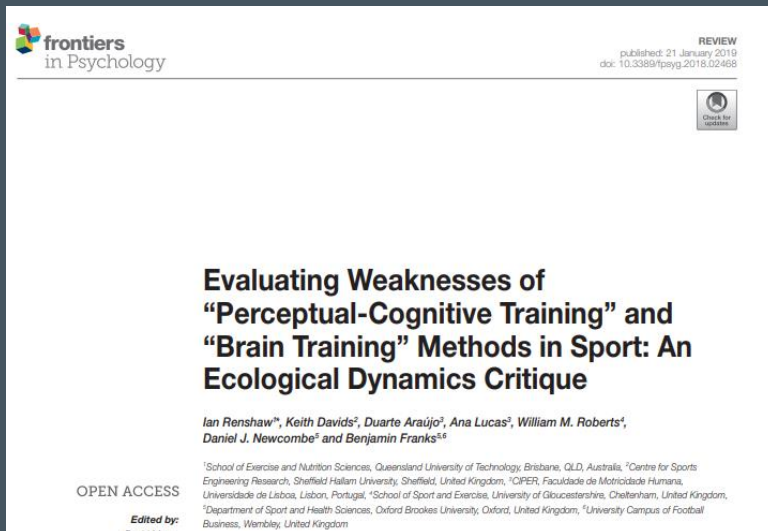 frontiers
in Psychology
REVIEW
published: 21 January 2019
doi: 10.3389/fpsyg.2018.02468
Check for
updates
Evaluating Weaknesses of
“Perceptual-Cognitive Training” and
“Brain Training” Methods in Sport: An
Ecological Dynamics Critique
Ian Renshaw¹*, Keith Davids², Duarte Araújo³, Ana Lucas³, William M. Roberts⁴,
Daniel J. Newcombe⁵ and Benjamin Franks⁵,⁶
¹School of Exercise and Nutrition Sciences, Queensland University of Technology, Brisbane, QLD, Australia, ²Centre for Sports
Engineering Research, Sheffield Hallam University, Sheffield, United Kingdom, ³CIPER, Faculdade de Motricidade Humana,
Universidade de Lisboa, Lisbon, Portugal, ⁴School of Sport and Exercise, University of Gloucestershire, Cheltenham, United Kingdom,
⁵Department of Sport and Health Sciences, Oxford Brookes University, Oxford, United Kingdom, ⁶University Campus of Football
Business, Wembley, United Kingdom
OPEN ACCESS
Edited by: